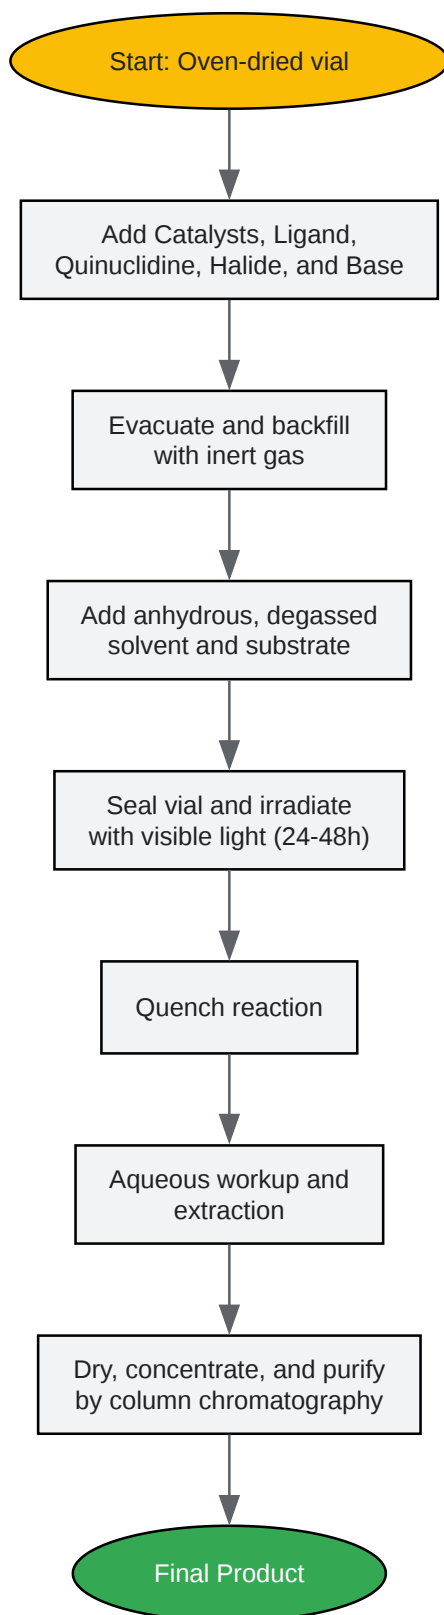 Start: Oven-dried vial
Add Catalysts, Ligand,
Quinuclidine, Halide, and Base
Evacuate and backfill
with inert gas
Add anhydrous, degassed
solvent and substrate
Seal vial and irradiate
with visible light (24-48h)
Quench reaction
Aqueous workup and
extraction
Dry, concentrate, and purify
by column chromatography
Final Product